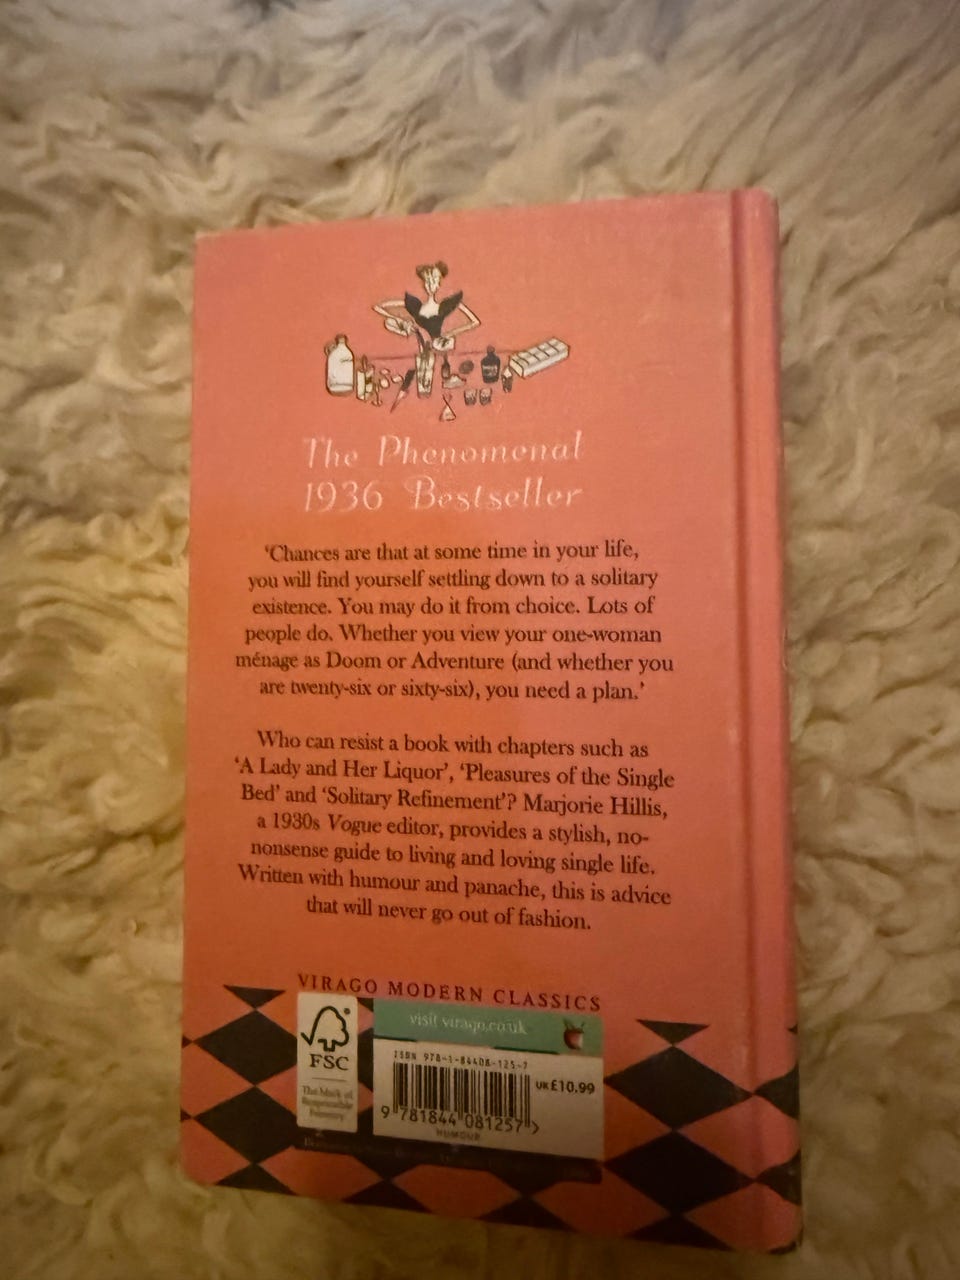 The Phenomenal
1936 Bestseller
‘Chances are that at some time in your life,
you will find yourself settling down to a solitary
existence. You may do it from choice. Lots of
people do. Whether you view your one-woman
ménage as Doom or Adventure (and whether you
are twenty-six or sixty-six), you need a plan.’
Who can resist a book with chapters such as
‘A Lady and Her Liquor’, ‘Pleasures of the Single
Bed’ and ‘Solitary Refinement’? Marjorie Hillis,
a 1930s Vogue editor, provides a stylish, no-
nonsense guide to living and loving single life.
Written with humour and panache, this is advice
that will never go out of fashion.
VIRAGO MODERN CLASSICS
visit virago.co.uk
FSC
The Mark of
Responsible
Forestry
ISBN 978-1-84408-125-7
UK £10.99
9 781844 081257 >
HUMOUR